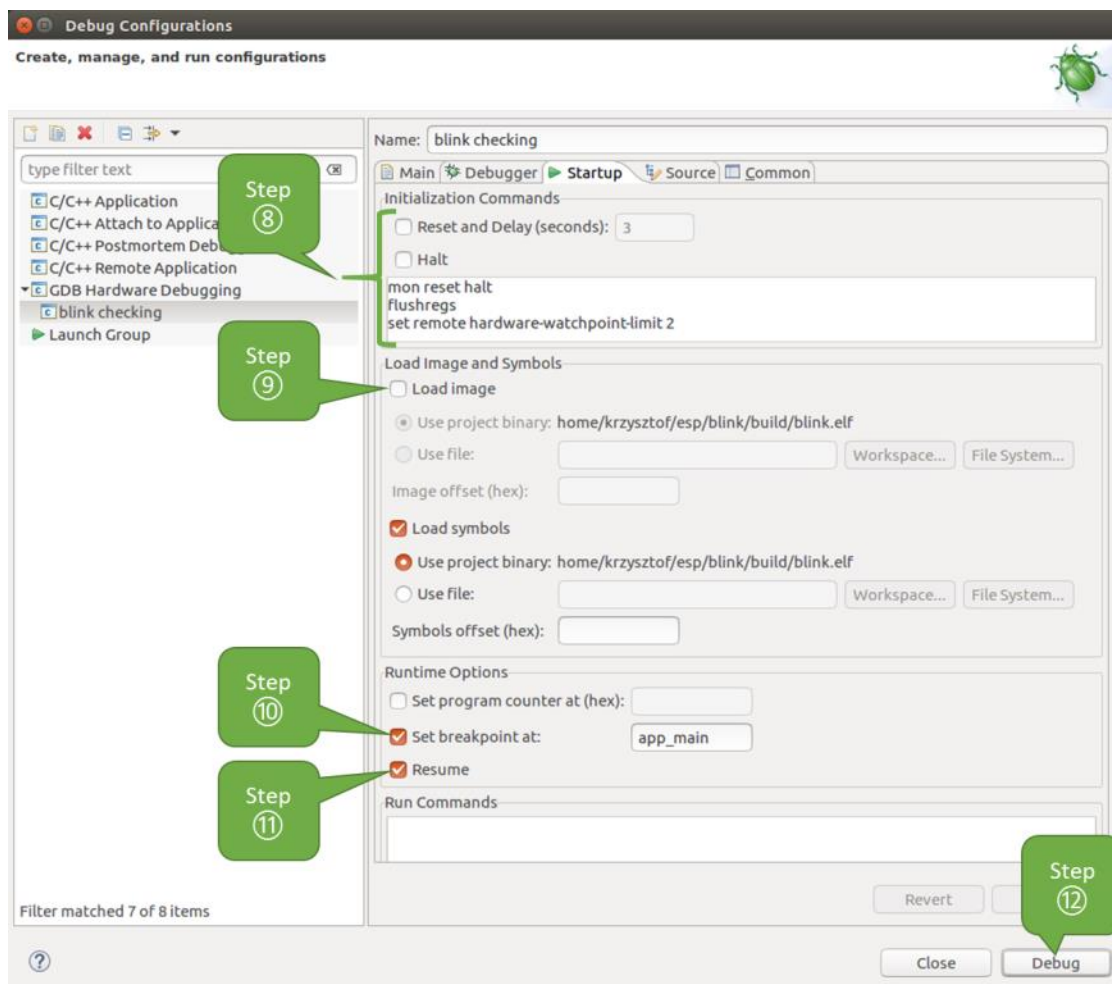 Debug Configurations
Create, manage, and run configurations
type filter text
C/C++ Application
C/C++ Attach to Applica
C/C++ Postmortem Debug
C/C++ Remote Application
GDB Hardware Debugging
blink checking
Launch Group
Filter matched 7 of 8 items
Name: blink checking
Main Debugger Startup Source Common
Initialization Commands
Reset and Delay (seconds): 3
Halt
mon reset halt
flushregs
set remote hardware-watchpoint-limit 2
Load Image and Symbols
Load image
Use project binary: home/krzysztof/esp/blink/build/blink.elf
Use file: Workspace... File System...
Image offset (hex):
Load symbols
Use project binary: home/krzysztof/esp/blink/build/blink.elf
Use file: Workspace... File System...
Symbols offset (hex):
Runtime Options
Set program counter at (hex):
Set breakpoint at: app_main
Resume
Run Commands
Revert
Close Debug
Step
⑧
Step
⑨
Step
⑩
Step
⑪
Step
⑫